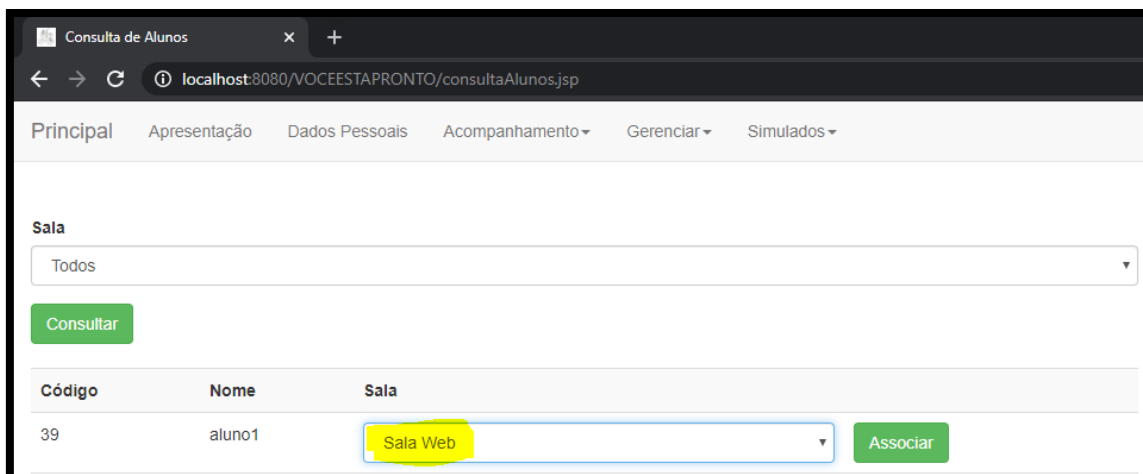 Consulta de Alunos
localhost:8080/VOCEESTAPRONTO/consultaAlunos.jsp
Principal Apresentação Dados Pessoais Acompanhamento Gerenciar Simulados
Sala
Todos
Consultar
Código Nome Sala
39 aluno1 Sala Web Associar